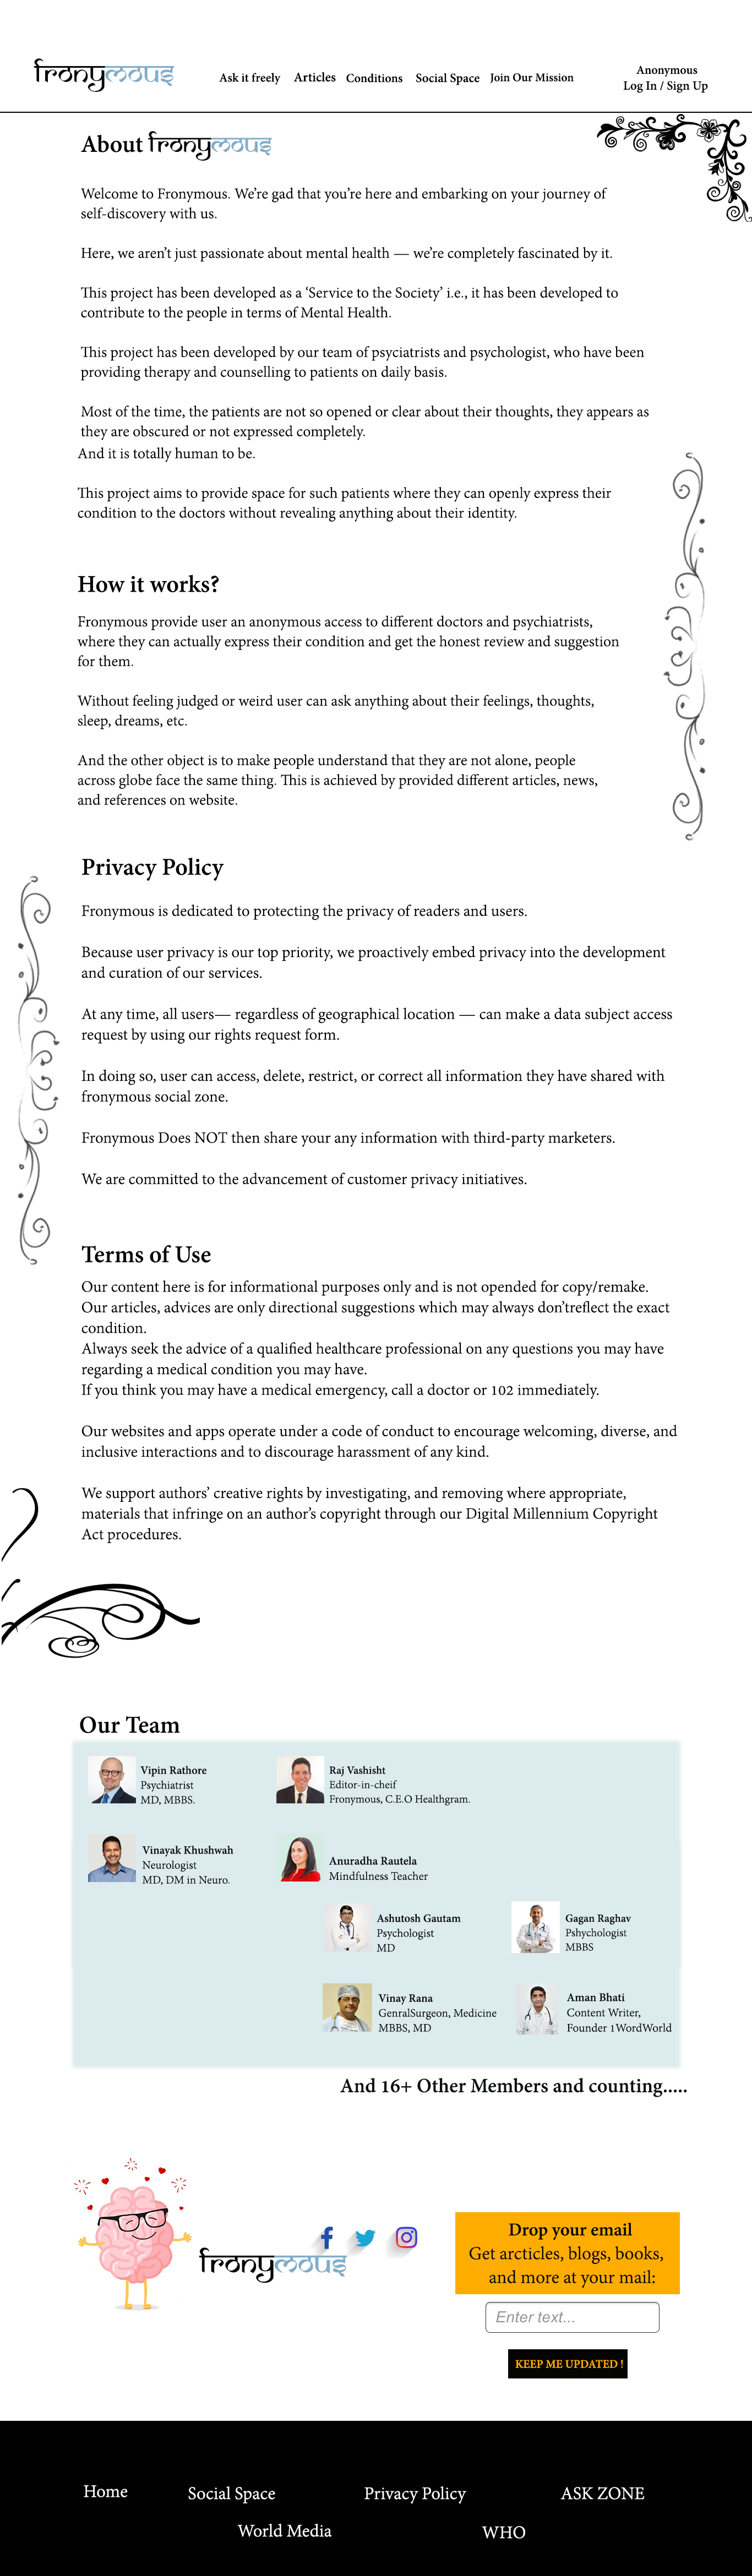 fronymous
Ask it freely Articles Conditions Social Space Join Our Mission
Anonymous
Log In / Sign Up
About fronymous
Welcome to Fronymous. We’re gad that you’re here and embarking on your journey of
self-discovery with us.
Here, we aren’t just passionate about mental health — we’re completely fascinated by it.
This project has been developed as a ‘Service to the Society’ i.e., it has been developed to
contribute to the people in terms of Mental Health.
This project has been developed by our team of psyciatrists and psychologist, who have been
providing therapy and counselling to patients on daily basis.
Most of the time, the patients are not so opened or clear about their thoughts, they appears as
they are obscured or not expressed completely.
And it is totally human to be.
This project aims to provide space for such patients where they can openly express their
condition to the doctors without revealing anything about their identity.
How it works?
Fronymous provide user an anonymous access to different doctors and psychiatrists,
where they can actually express their condition and get the honest review and suggestion
for them.
Without feeling judged or weird user can ask anything about their feelings, thoughts,
sleep, dreams, etc.
And the other object is to make people understand that they are not alone, people
across globe face the same thing. This is achieved by provided different articles, news,
and references on website.
Privacy Policy
Fronymous is dedicated to protecting the privacy of readers and users.
Because user privacy is our top priority, we proactively embed privacy into the development
and curation of our services.
At any time, all users— regardless of geographical location — can make a data subject access
request by using our rights request form.
In doing so, user can access, delete, restrict, or correct all information they have shared with
fronymous social zone.
Fronymous Does NOT then share your any information with third-party marketers.
We are committed to the advancement of customer privacy initiatives.
Terms of Use
Our content here is for informational purposes only and is not opended for copy/remake.
Our articles, advices are only directional suggestions which may always don’treflect the exact
condition.
Always seek the advice of a qualified healthcare professional on any questions you may have
regarding a medical condition you may have.
If you think you may have a medical emergency, call a doctor or 102 immediately.
Our websites and apps operate under a code of conduct to encourage welcoming, diverse, and
inclusive interactions and to discourage harassment of any kind.
We support authors’ creative rights by investigating, and removing where appropriate,
materials that infringe on an author’s copyright through our Digital Millennium Copyright
Act procedures.
Our Team
Vipin Rathore
Psychiatrist
MD, MBBS.
Raj Vashisht
Editor-in-cheif
Fronymous, C.E.O Healthgram.
Vinayak Khushwah
Neurologist
MD, DM in Neuro.
Anuradha Rautela
Mindfulness Teacher
Ashutosh Gautam
Psychologist
MD
Gagan Raghav
Pshychologist
MBBS
Vinay Rana
GenralSurgeon, Medicine
MBBS, MD
Aman Bhati
Content Writer,
Founder 1WordWorld
And 16+ Other Members and counting.....
fronymous
Drop your email
Get arcticles, blogs, books,
and more at your mail:
Enter text...
KEEP ME UPDATED !
Home Social Space Privacy Policy ASK ZONE
World Media WHO